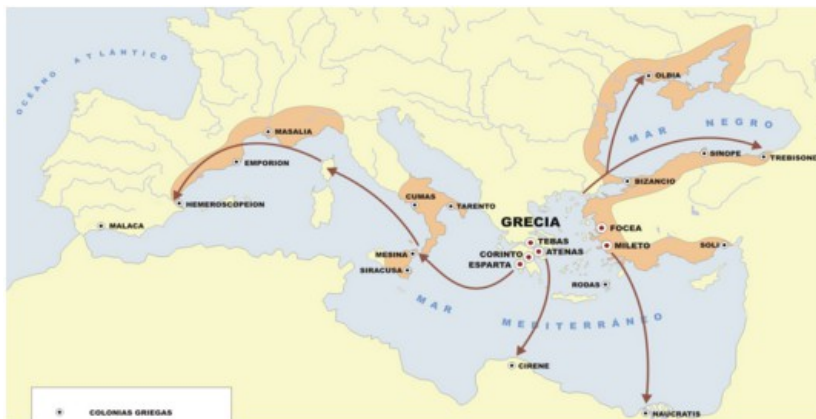 OCÉANO ATLÁNTICO
OLBIA
MAR NEGRO
MASALIA
SINOPE
TREBISONE
EMPORION
BIZANCIO
HEMEROSCOPEION
CUMAS
TARENTO
GRECIA
FOCEA
MALACA
TEBAS
MILETO
SOLI
MESINA
CORINTO
ATENAS
ESPARTA
SIRACUSA
RODAS
MAR MEDITERRÁNEO
CIRENE
NAUCRATIS
COLONIAS GRIEGAS